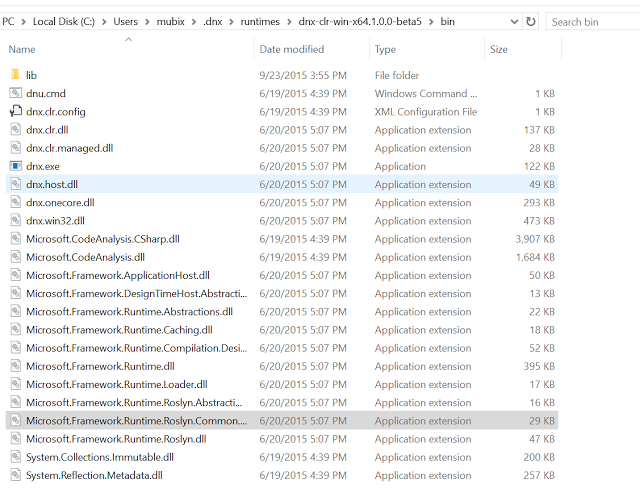 PC > Local Disk (C:) > Users > mubix > .dnx > runtimes > dnx-clr-win-x64.1.0.0-beta5 > bin Search bin
Name Date modified Type Size
lib 9/23/2015 3:55 PM File folder
dnu.cmd 6/19/2015 4:39 PM Windows Command ... 1 KB
dnx.clr.config 6/19/2015 4:39 PM XML Configuration File 1 KB
dnx.clr.dll 6/20/2015 5:07 PM Application extension 137 KB
dnx.clr.managed.dll 6/20/2015 5:07 PM Application extension 28 KB
dnx.exe 6/20/2015 5:07 PM Application 122 KB
dnx.host.dll 6/20/2015 5:07 PM Application extension 49 KB
dnx.onecore.dll 6/20/2015 5:07 PM Application extension 293 KB
dnx.win32.dll 6/20/2015 5:07 PM Application extension 473 KB
Microsoft.CodeAnalysis.CSharp.dll 6/19/2015 4:39 PM Application extension 3,907 KB
Microsoft.CodeAnalysis.dll 6/19/2015 4:39 PM Application extension 1,684 KB
Microsoft.Framework.ApplicationHost.dll 6/20/2015 5:07 PM Application extension 50 KB
Microsoft.Framework.DesignTimeHost.Abstracti... 6/20/2015 5:07 PM Application extension 13 KB
Microsoft.Framework.Runtime.Abstractions.dll 6/20/2015 5:07 PM Application extension 22 KB
Microsoft.Framework.Runtime.Caching.dll 6/20/2015 5:07 PM Application extension 18 KB
Microsoft.Framework.Runtime.Compilation.Desi... 6/20/2015 5:07 PM Application extension 52 KB
Microsoft.Framework.Runtime.dll 6/20/2015 5:07 PM Application extension 395 KB
Microsoft.Framework.Runtime.Loader.dll 6/20/2015 5:07 PM Application extension 17 KB
Microsoft.Framework.Runtime.Roslyn.Abstracti... 6/20/2015 5:07 PM Application extension 16 KB
Microsoft.Framework.Runtime.Roslyn.Common.... 6/20/2015 5:07 PM Application extension 29 KB
Microsoft.Framework.Runtime.Roslyn.dll 6/20/2015 5:07 PM Application extension 47 KB
System.Collections.Immutable.dll 6/19/2015 4:39 PM Application extension 200 KB
System.Reflection.Metadata.dll 6/19/2015 4:39 PM Application extension 257 KB